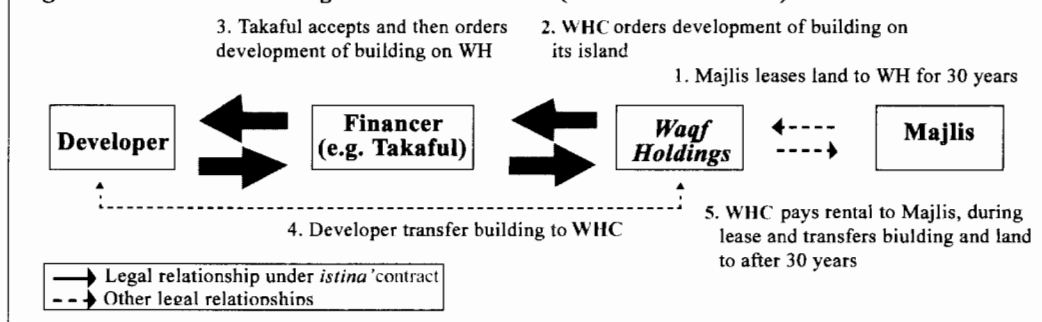 3. Takaful accepts and then orders
development of building on WH
2. WHC orders development of building on
its island
1. Majlis leases land to WH for 30 years
Developer
Financer
(e.g. Takaful)
Waqf
Holdings
Majlis
4. Developer transfer building to WHC
5. WHC pays rental to Majlis, during
lease and transfers biulding and land
to after 30 years
Legal relationship under istina'contract
Other legal relationships